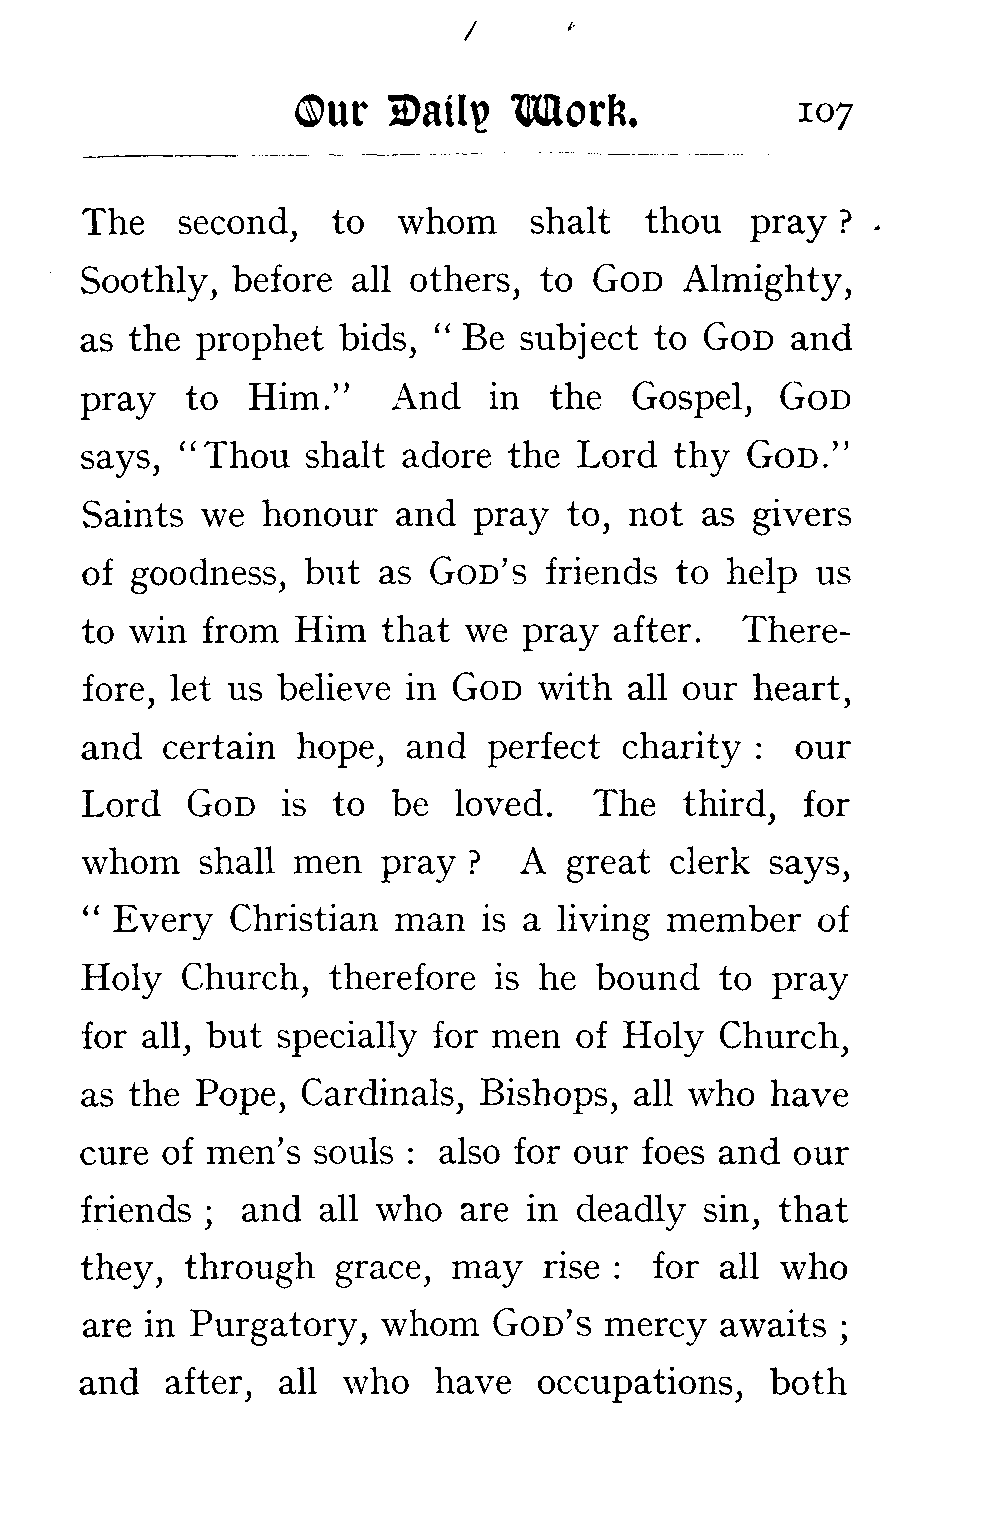 Our Daily Work. 107
The second, to whom shalt thou pray ?
Soothly, before all others, to GOD Almighty,
as the prophet bids, “ Be subject to GOD and
pray to Him.” And in the Gospel, GOD
says, “Thou shalt adore the Lord thy GOD.”
Saints we honour and pray to, not as givers
of goodness, but as GOD’S friends to help us
to win from Him that we pray after. There-
fore, let us believe in GOD with all our heart,
and certain hope, and perfect charity : our
Lord GOD is to be loved. The third, for
whom shall men pray ? A great clerk says,
“ Every Christian man is a living member of
Holy Church, therefore is he bound to pray
for all, but specially for men of Holy Church,
as the Pope, Cardinals, Bishops, all who have
cure of men’s souls : also for our foes and our
friends ; and all who are in deadly sin, that
they, through grace, may rise : for all who
are in Purgatory, whom GOD’S mercy awaits ;
and after, all who have occupations, both